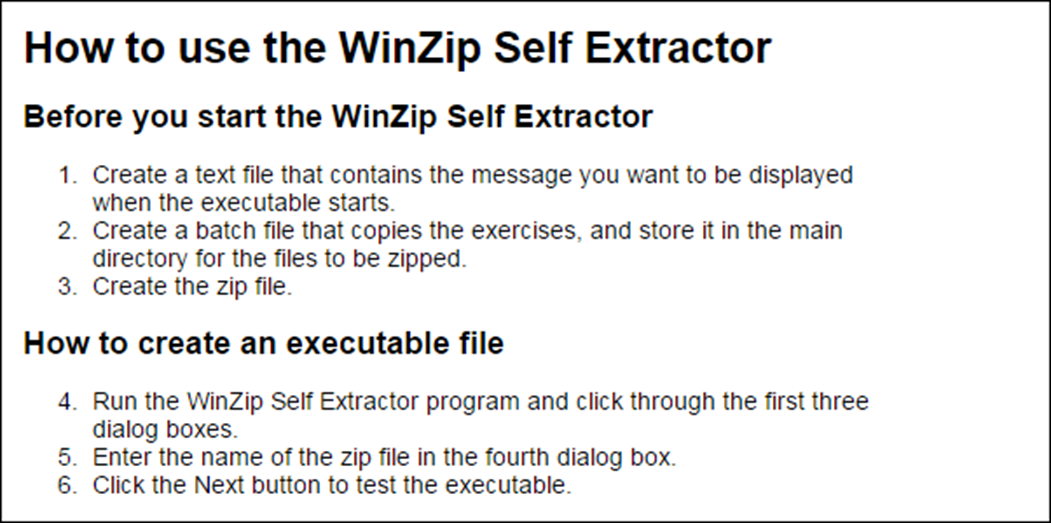 How to use the WinZip Self Extractor
Before you start the WinZip Self Extractor
1. Create a text file that contains the message you want to be displayed
when the executable starts.
2. Create a batch file that copies the exercises, and store it in the main
directory for the files to be zipped.
3. Create the zip file.
How to create an executable file
4. Run the WinZip Self Extractor program and click through the first three
dialog boxes.
5. Enter the name of the zip file in the fourth dialog box.
6. Click the Next button to test the executable.